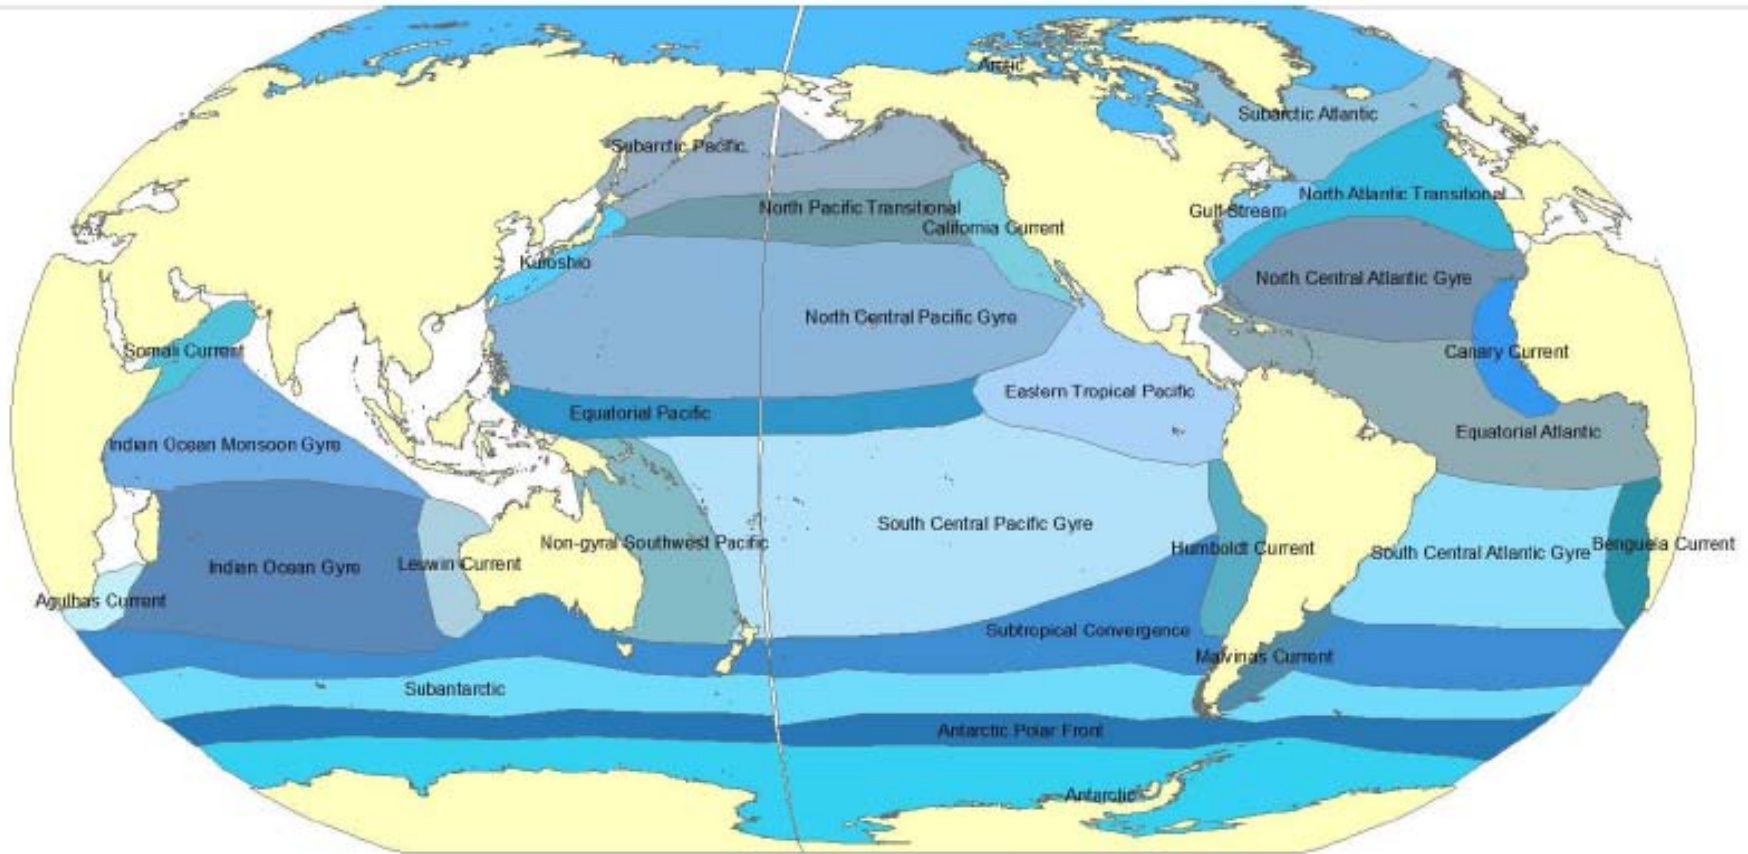 Arctic
Subarctic Atlantic
Subarctic Pacific
North Atlantic Transitional
North Pacific Transitional
Gulf Stream
California Current
Kuroshio
North Central Atlantic Gyre
North Central Pacific Gyre
Somali Current
Canary Current
Eastern Tropical Pacific
Equatorial Pacific
Equatorial Atlantic
Indian Ocean Monsoon Gyre
South Central Pacific Gyre
Non-gyral Southwest Pacific
Humboldt Current
South Central Atlantic Gyre
Benguela Current
Indian Ocean Gyre
Leuwin Current
Agulhas Current
Subtropical Convergence
Malvinas Current
Subantarctic
Antarctic Polar Front
Antarctic